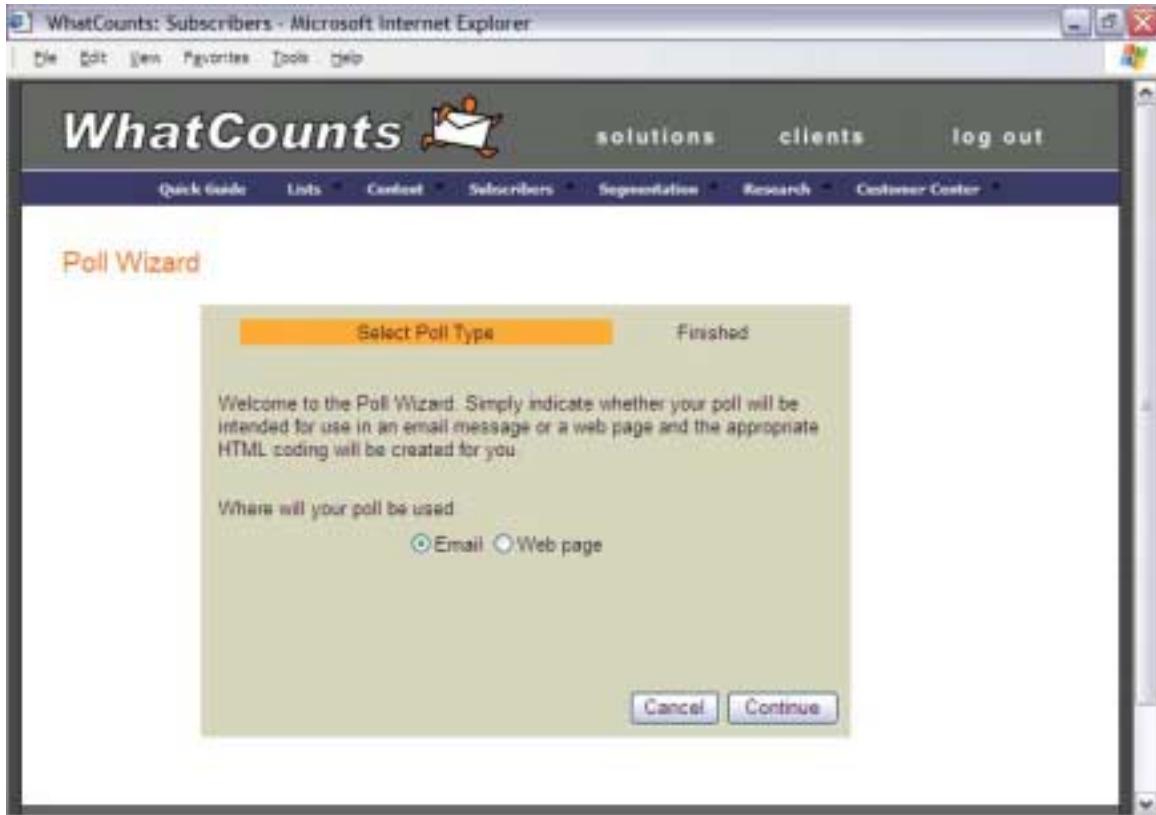 WhatCounts: Subscribers - Microsoft Internet Explorer
File Edit View Favorites Tools Help
WhatCounts solutions clients log out
Quick Guide Lists Content Subscribers Segmentation Research Customer Center
Poll Wizard
Select Poll Type Finished
Welcome to the Poll Wizard. Simply indicate whether your poll will be
intended for use in an email message or a web page and the appropriate
HTML coding will be created for you.
Where will your poll be used
Email Web page
Cancel Continue